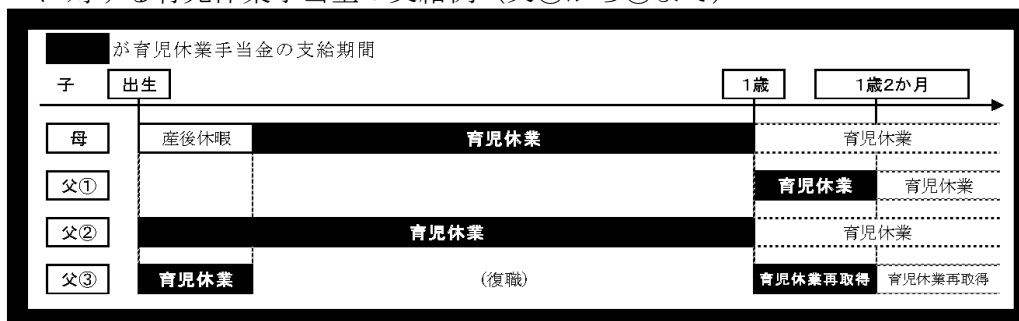 が育児休業手当金の支給期間
子 出生 1歳 1歳2か月
母 産後休暇 育児休業 育児休業
父① 育児休業 育児休業
父② 育児休業 育児休業
父③ 育児休業 (復職) 育児休業再取得 育児休業再取得